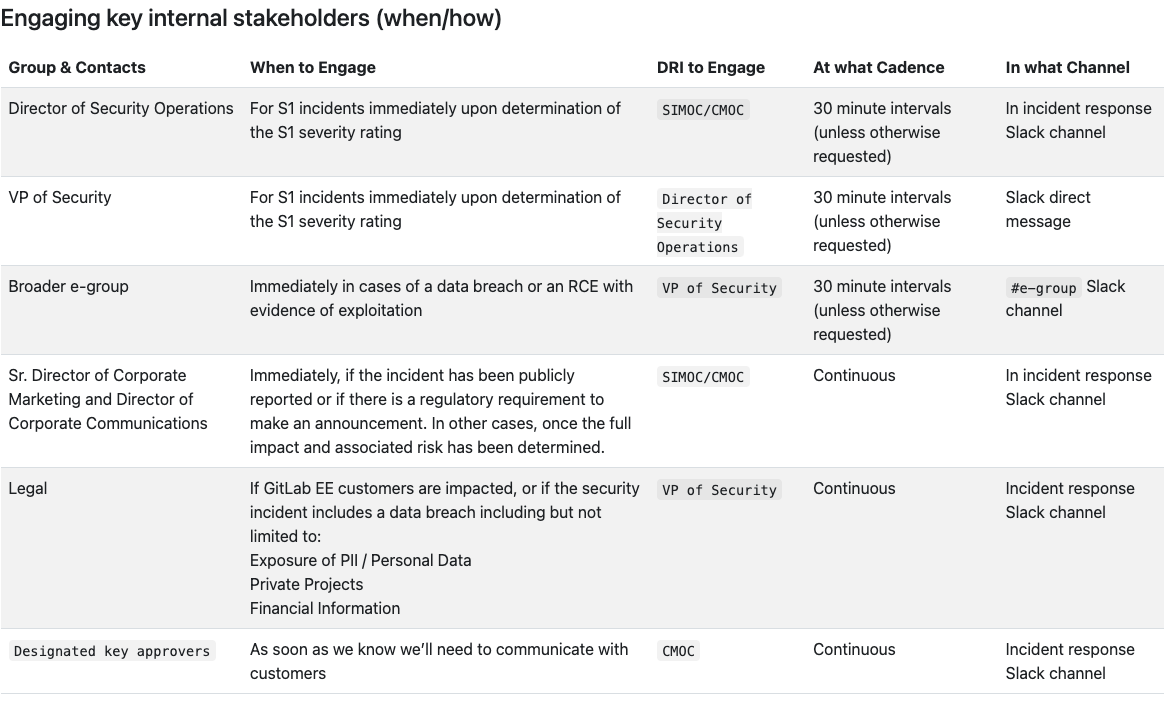 Engaging key internal stakeholders (when/how)
Group & Contacts
When to Engage
DRI to Engage
At what Cadence
In what Channel
Director of Security Operations
For S1 incidents immediately upon determination of
the S1 severity rating
SIMOC/CMOC
30 minute intervals
(unless otherwise
requested)
In incident response
Slack channel
VP of Security
For S1 incidents immediately upon determination of
the S1 severity rating
Director of
Security
Operations
30 minute intervals
(unless otherwise
requested)
Slack direct
message
Broader e-group
Immediately in cases of a data breach or an RCE with
evidence of exploitation
VP of Security
30 minute intervals
(unless otherwise
requested)
#e-group Slack
channel
Sr. Director of Corporate
Marketing and Director of
Corporate Communications
Immediately, if the incident has been publicly
reported or if there is a regulatory requirement to
make an announcement. In other cases, once the full
impact and associated risk has been determined.
SIMOC/CMOC
Continuous
In incident response
Slack channel
Legal
If GitLab EE customers are impacted, or if the security
incident includes a data breach including but not
limited to:
Exposure of PII / Personal Data
Private Projects
Financial Information
VP of Security
Continuous
Incident response
Slack channel
Designated key approvers
As soon as we know we’ll need to communicate with
customers
CMOC
Continuous
Incident response
Slack channel